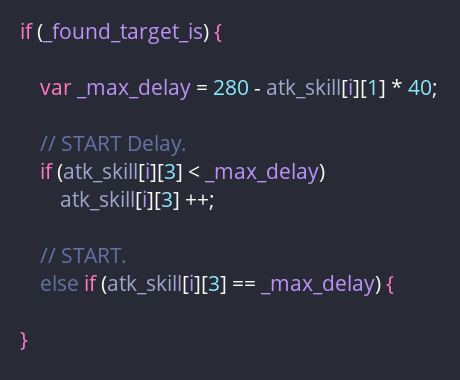 if (_found_target_is) {
var _max_delay = 280 - atk_skill[i][1] * 40;
// START Delay.
if (atk_skill[i][3] < _max_delay)
atk_skill[i][3] ++;
// START.
else if (atk_skill[i][3] == _max_delay) {
}